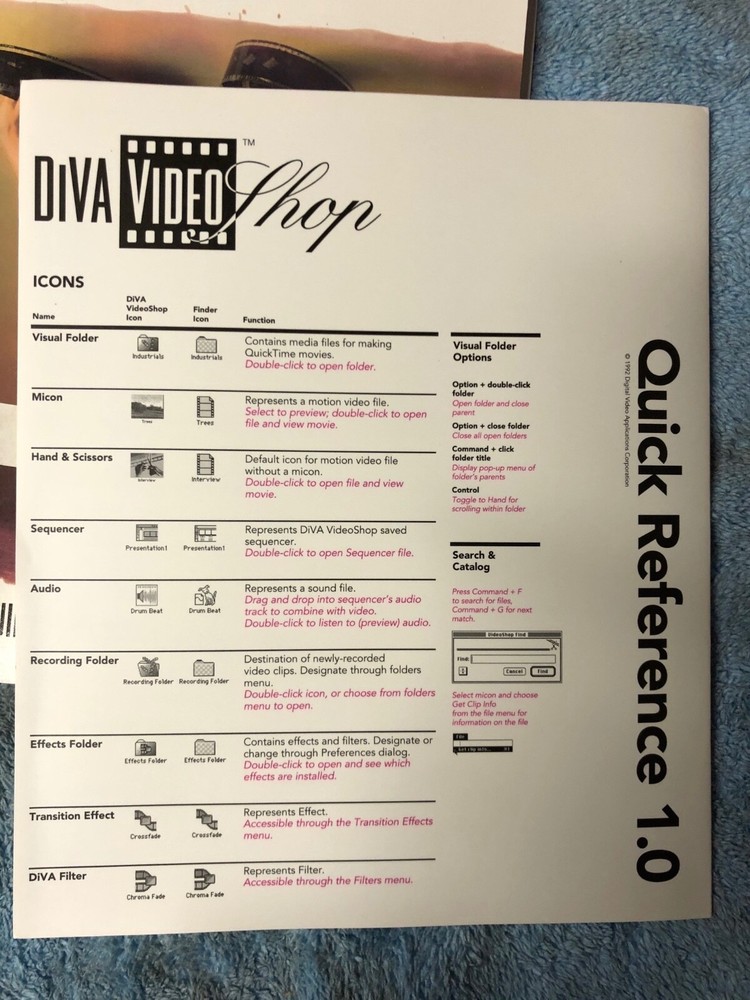 DiVA VIDEO Shop™
ICONS
Name
DiVA
VideoShop
Icon
Finder
Icon
Function
Visual Folder
Industrials
Industrials
Contains media files for making
QuickTime movies.
Double-click to open folder.
Micon
Trees
Trees
Represents a motion video file.
Select to preview; double-click to open
file and view movie.
Hand & Scissors
Interview
Interview
Default icon for motion video file
without a micon.
Double-click to open file and view
movie.
Sequencer
Presentation1
Presentation1
Represents DiVA VideoShop saved
sequencer.
Double-click to open Sequencer file.
Audio
Drum Beat
Drum Beat
Represents a sound file.
Drag and drop into sequencer's audio
track to combine with video.
Double-click to listen to (preview) audio.
Recording Folder
Recording Folder
Recording Folder
Destination of newly-recorded
video clips. Designate through folders
menu.
Double-click icon, or choose from folders
menu to open.
Effects Folder
Effects Folder
Effects Folder
Contains effects and filters. Designate or
change through Preferences dialog.
Double-click to open and see which
effects are installed.
Transition Effect
Crossfade
Crossfade
Represents Effect.
Accessible through the Transition Effects
menu.
DiVA Filter
Chroma Fade
Chroma Fade
Represents Filter.
Accessible through the Filters menu.
Visual Folder
Options
Option + double-click
folder
Open folder and close
parent
Option + close folder
Close all open folders
Command + click
folder title
Display pop-up menu of
folder's parents
Control
Toggle to Hand for
scrolling within folder
Search &
Catalog
Press Command + F
to search for files,
Command + G for next
match.
VideoShop Find
Find:
Cancel
Find
Select micon and choose
Get Clip Info
from the file menu for
information on the file
File
Get Clip Info...
Quick Reference 1.0
© 1992 Digital Video Applications Corporation